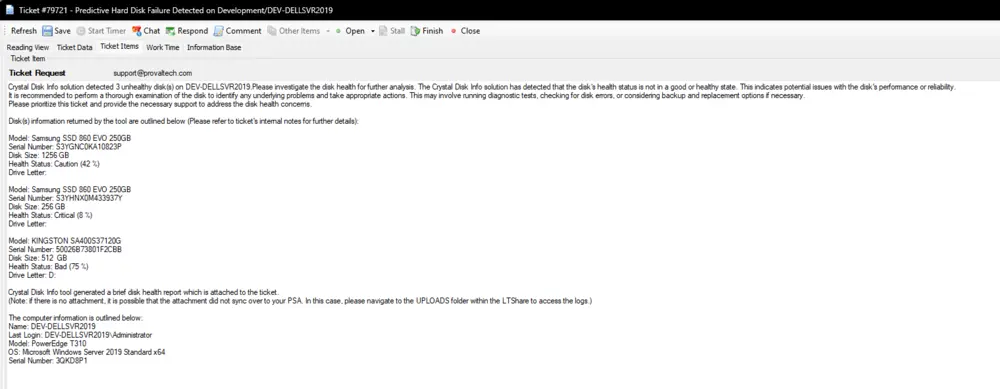 Ticket #79721 - Predictive Hard Disk Failure Detected on Development/DEV-DELLSVR2019
Refresh Save Start Timer Chat Respond Comment Other Items Open Stall Finish Close
Reading View Ticket Data Ticket Items Work Time Information Base
Ticket Item
Ticket Request support@provaltech.com
Crystal Disk Info solution detected 3 unhealthy disk(s) on DEV-DELLSVR2019.Please investigate the disk health for further analysis. The Crystal Disk Info solution has detected that the disk's health status is not in a good or healthy state. This indicates potential issues with the disk's performance or reliability.
It is recommended to perform a thorough examination of the disk to identify any underlying problems and take appropriate actions. This may involve running diagnostic tests, checking for disk errors, or considering backup and replacement options if necessary.
Please prioritize this ticket and provide the necessary support to address the disk health concerns.
Disk(s) information returned by the tool are outlined below (Please refer to ticket's internal notes for further details):
Model: Samsung SSD 860 EVO 250GB
Serial Number: S3YGNC0KA10823P
Disk Size: 1256 GB
Health Status: Caution (42 %)
Drive Letter:
Model: Samsung SSD 860 EVO 250GB
Serial Number: S3YHNX0M433937Y
Disk Size: 256 GB
Health Status: Critical (8 %)
Drive Letter:
Model: KINGSTON SA400S37120G
Serial Number: 50026B73801F2CBB
Disk Size: 512 GB
Health Status: Bad (75 %)
Drive Letter: D:
Crystal Disk Info tool generated a brief disk health report which is attached to the ticket.
(Note: if there is no attachment, it is possible that the attachment did not sync over to your PSA. In this case, please navigate to the UPLOADS folder within the LTShare to access the logs.)
The computer information is outlined below:
Name: DEV-DELLSVR2019
Last Login: DEV-DELLSVR2019\Administrator
Model: PowerEdge T310
OS: Microsoft Windows Server 2019 Standard x64
Serial Number: 3QKD8P1